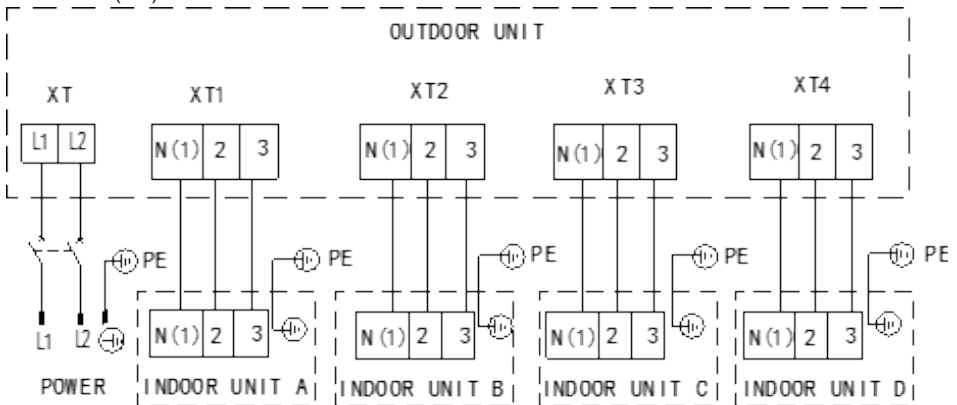 OUTDOOR UNIT
XT XT1 XT2 XT3 XT4
L1 L2 N(1) 2 3 N(1) 2 3 N(1) 2 3 N(1) 2 3
PE PE PE PE PE
L1 L2 N(1) 2 3 N(1) 2 3 N(1) 2 3 N(1) 2 3
POWER INDOOR UNIT A INDOOR UNIT B INDOOR UNIT C INDOOR UNIT D